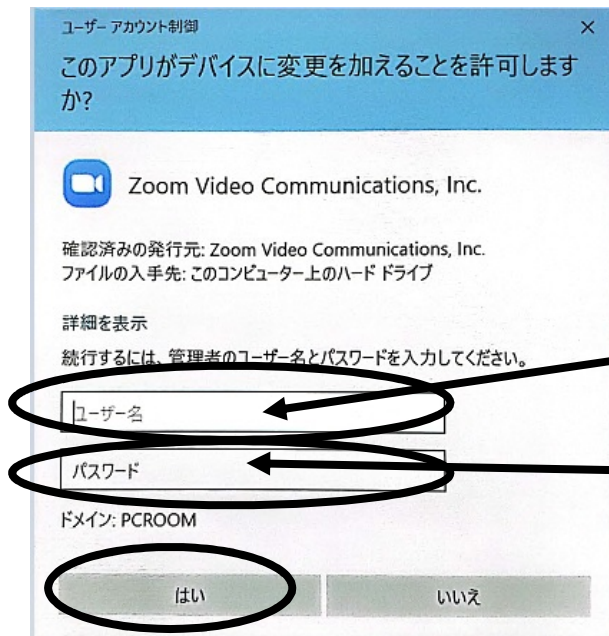 ユーザー アカウント制御
×
このアプリがデバイスに変更を加えることを許可します
か?
Zoom Video Communications, Inc.
確認済みの発行元: Zoom Video Communications, Inc.
ファイルの入手先: このコンピューター上のハード ドライブ
詳細を表示
続行するには、管理者のユーザー名とパスワードを入力してください。
ユーザー名
パスワード
ドメイン: PCROOM
はい いいえ